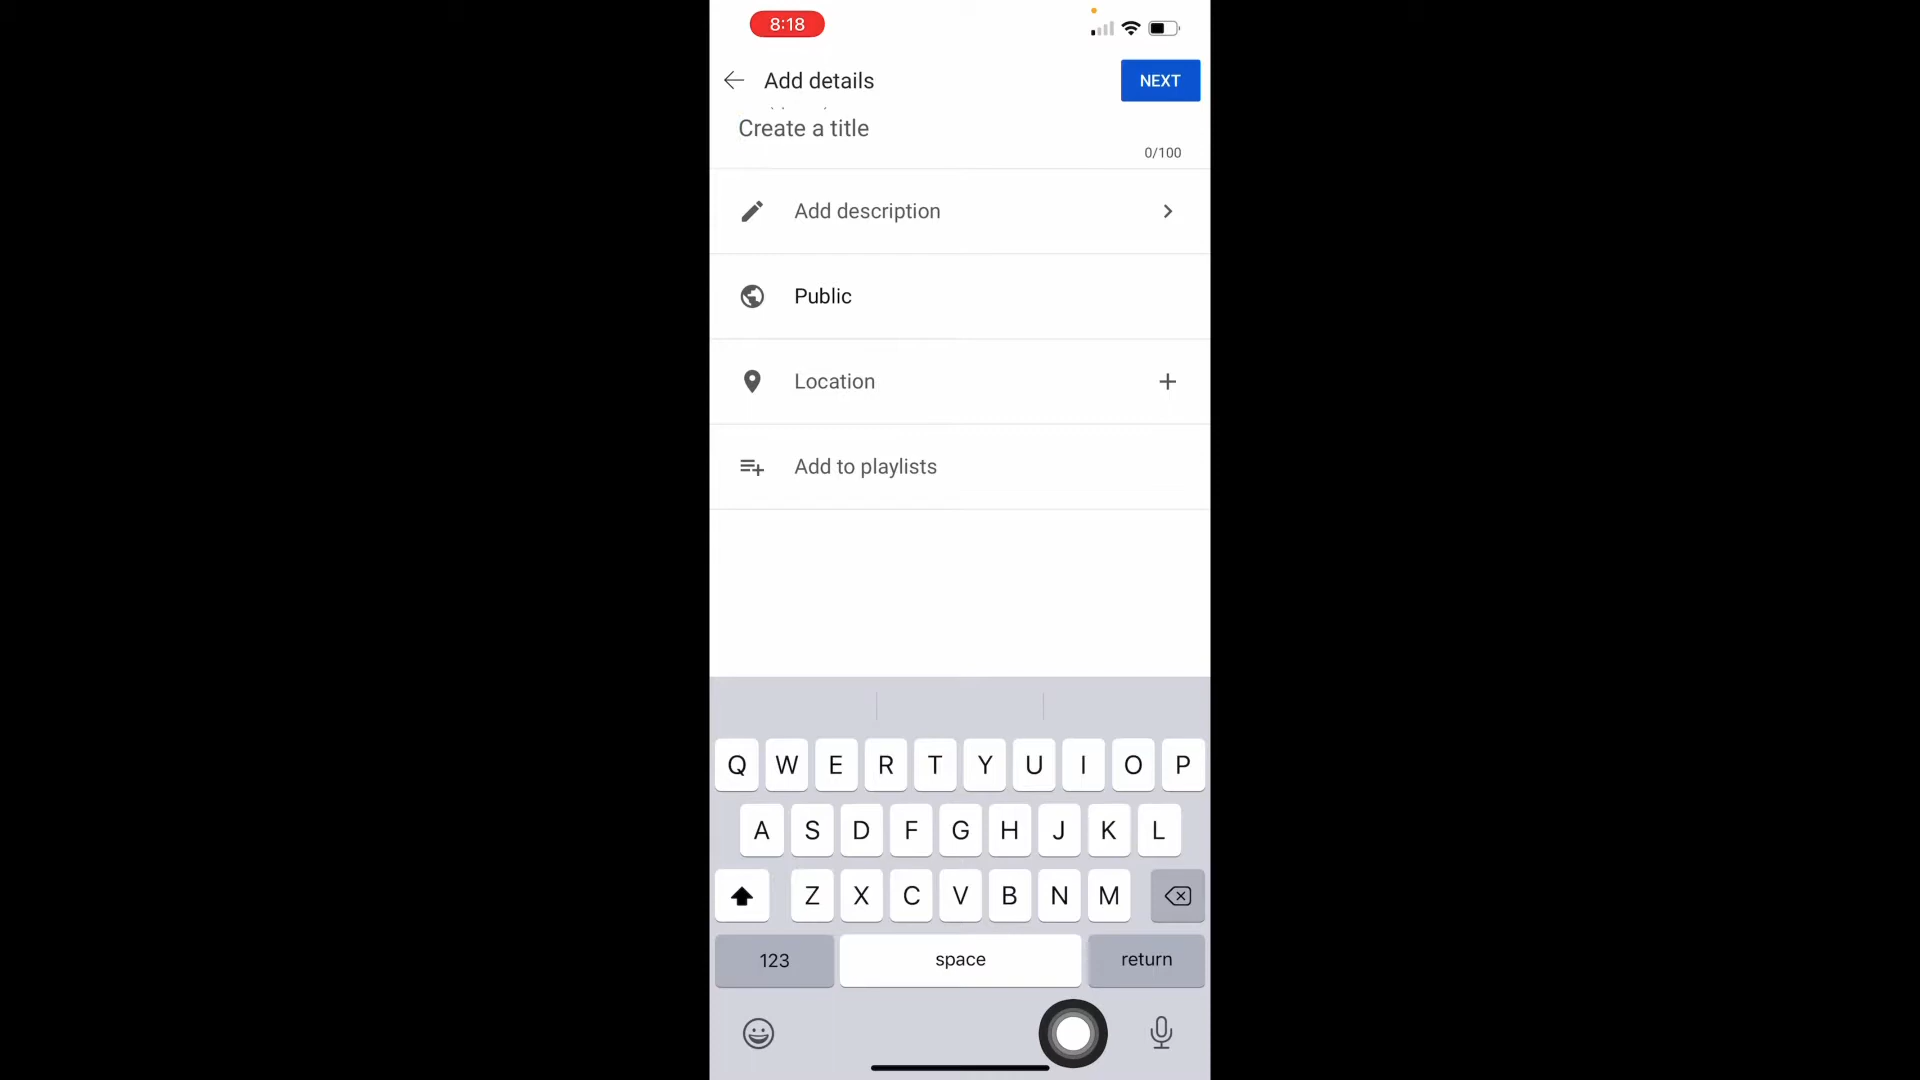 8:18
Add details
NEXT
Create a title
0/100
Add description
Public
Location
Add to playlists
Q W E R T Y U I O P
A S D F G H J K L
Z X C V B N M
123 space return